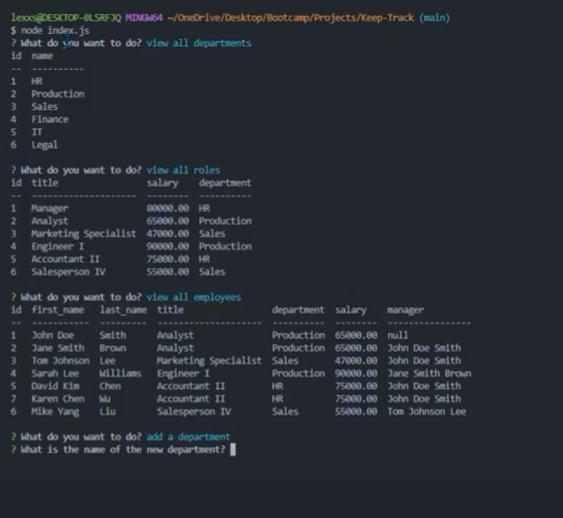 lexxs@DESKTOP-0LSRFJQ MINGW64 ~/OneDrive/Desktop/Bootcamp/Projects/Keep-Track (main)
$ node index.js
? What do you want to do? view all departments
id name
-- ----------
1 HR
2 Production
3 Sales
4 Finance
5 IT
6 Legal
? What do you want to do? view all roles
id title salary department
-- -------------------- -------- ----------
1 Manager 80000.00 HR
2 Analyst 65000.00 Production
3 Marketing Specialist 47000.00 Sales
4 Engineer I 90000.00 Production
5 Accountant II 75000.00 HR
6 Salesperson IV 55000.00 Sales
? What do you want to do? view all employees
id first_name last_name title department salary manager
-- ----------- --------- -------------------- ---------- -------- ----------------
1 John Doe Smith Analyst Production 65000.00 null
2 Jane Smith Brown Analyst Production 65000.00 John Doe Smith
3 Tom Johnson Lee Marketing Specialist Sales 47000.00 John Doe Smith
4 Sarah Lee Williams Engineer I Production 90000.00 Jane Smith Brown
5 David Kim Chen Accountant II HR 75000.00 John Doe Smith
7 Karen Chen Wu Accountant II HR 75000.00 John Doe Smith
6 Mike Yang Liu Salesperson IV Sales 55000.00 Tom Johnson Lee
? What do you want to do? add a department
? What is the name of the new department?